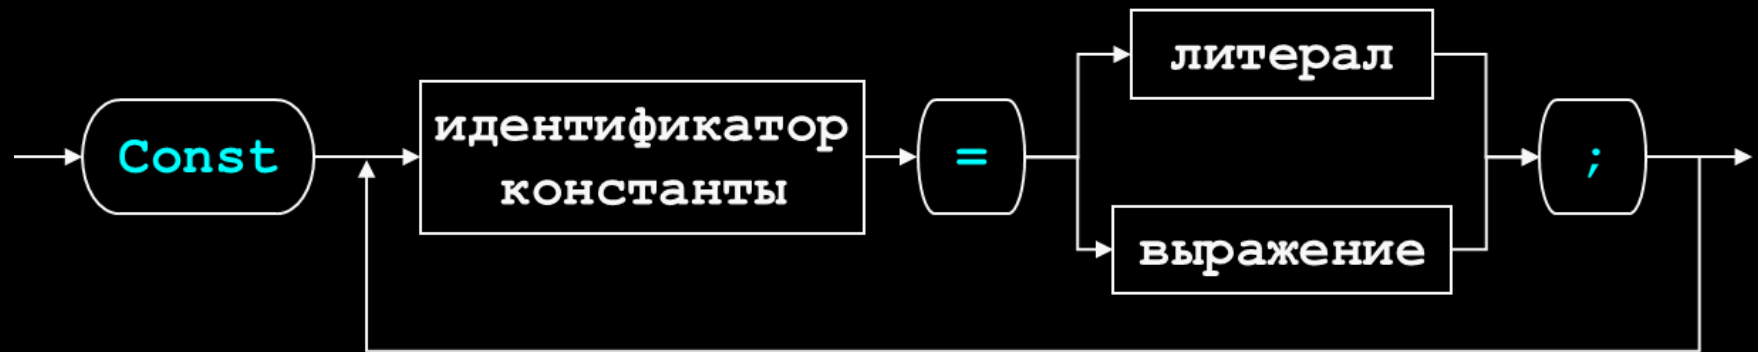 Const
идентификатор
константы
=
литерал
выражение
;